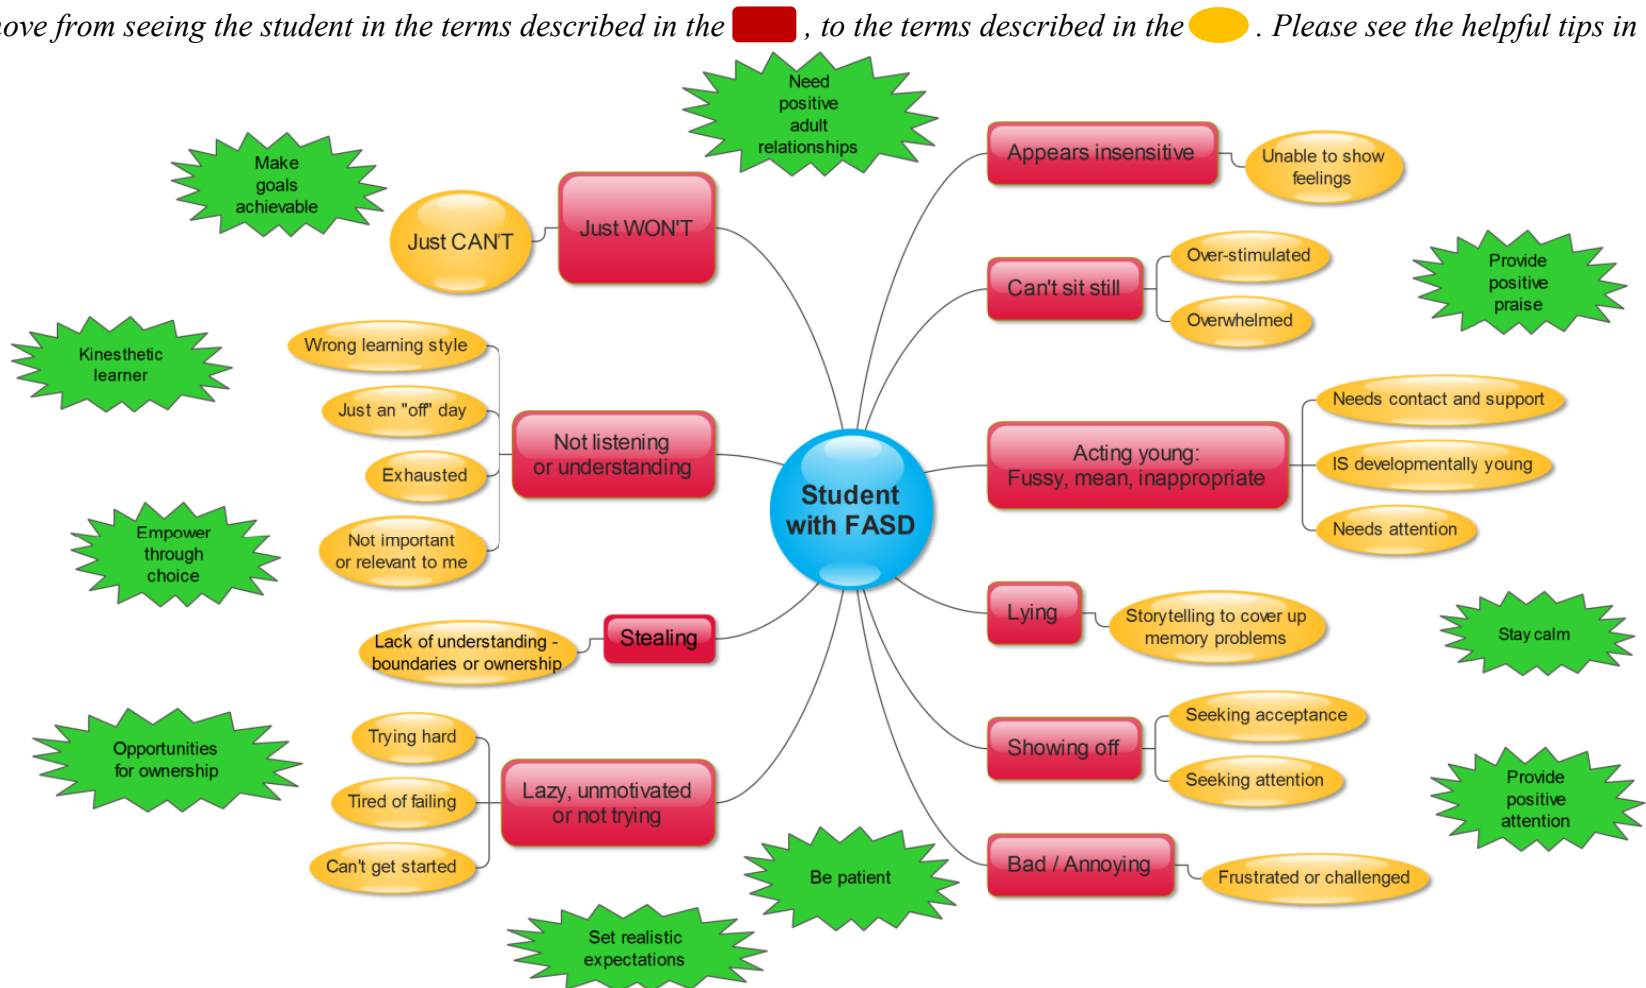 ove from seeing the student in the terms described in the , to the terms described in the . Please see the helpful tips in
Need
positive
adult
relationships
Make
goals
achievable
Just CAN'T
Just WON'T
Appears insensitive
Unable to show
feelings
Can't sit still
Over-stimulated
Overwhelmed
Provide
positive
praise
Kinesthetic
learner
Wrong learning style
Just an "off" day
Exhausted
Not important
or relevant to me
Not listening
or understanding
Student
with FASD
Acting young:
Fussy, mean, inappropriate
Needs contact and support
IS developmentally young
Needs attention
Empower
through
choice
Lack of understanding -
boundaries or ownership
Stealing
Lying
Storytelling to cover up
memory problems
Stay calm
Opportunities
for ownership
Trying hard
Tired of failing
Can't get started
Lazy, unmotivated
or not trying
Showing off
Seeking acceptance
Seeking attention
Provide
positive
attention
Be patient
Bad / Annoying
Frustrated or challenged
Set realistic
expectations